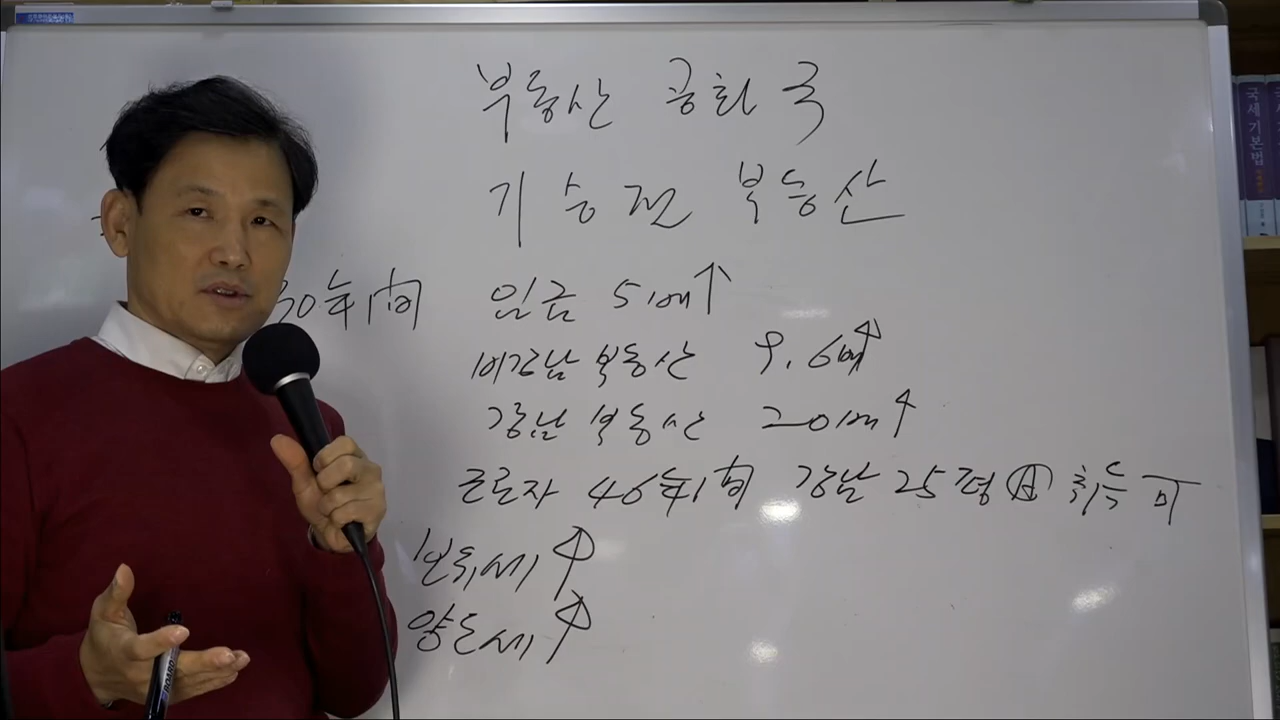 부동산 공화국
기승전 부동산
30年間 임금 5배↑
비강남 부동산 9.6배↑
강남 부동산 20배↑
근로자 46年間 강남 25평 취득 可
보유세↑
양도세↑
국세기본법
BOARD